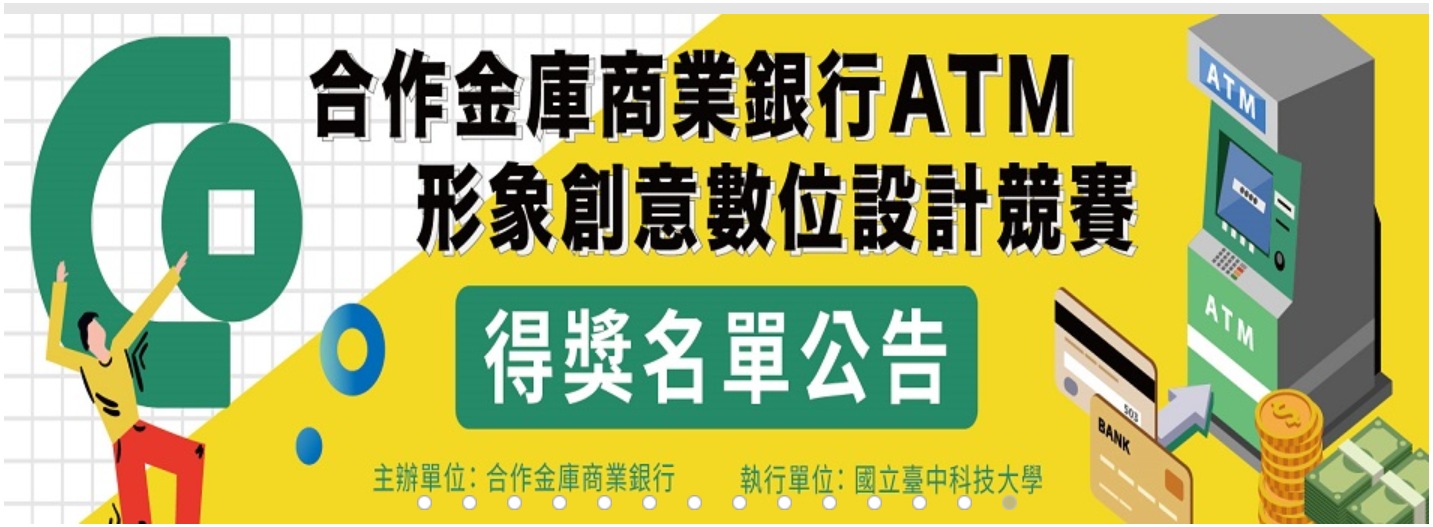 合作金庫商業銀行ATM
形象創意數位設計競賽
得獎名單公告
主辦單位：合作金庫商業銀行
執行單位：國立臺中科技大學
ATM
ATM
503
BANK